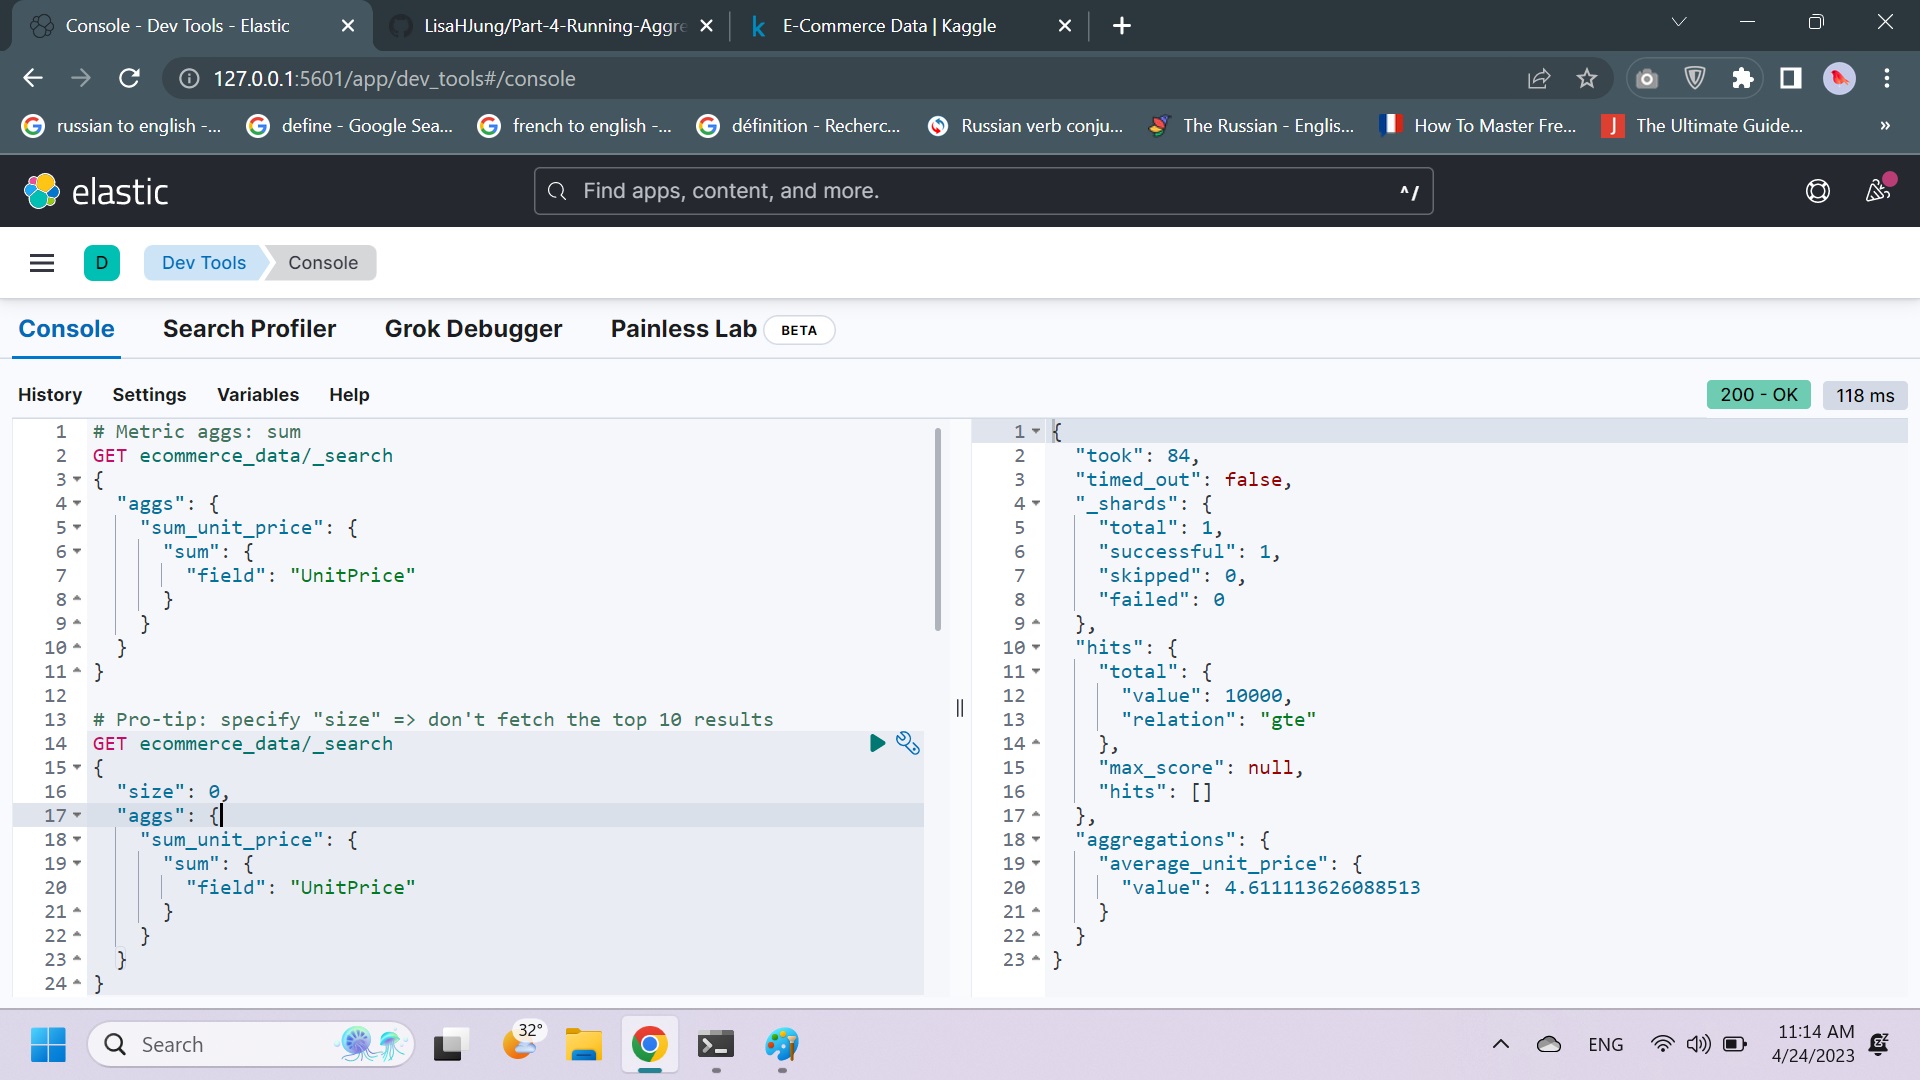 Console - Dev Tools - Elastic
LisaHJung/Part-4-Running-Aggre
E-Commerce Data | Kaggle
127.0.0.1:5601/app/dev_tools#/console
russian to english -...
define - Google Sea...
french to english -...
définition - Recherc...
Russian verb conju...
The Russian - Englis...
How To Master Fre...
The Ultimate Guide...
»
elastic
Find apps, content, and more.
^/
D
Dev Tools
Console
Console
Search Profiler
Grok Debugger
Painless Lab
BETA
History
Settings
Variables
Help
200 - OK
118 ms
1 # Metric aggs: sum
2 GET ecommerce_data/_search
3 {
4 "aggs": {
5 "sum_unit_price": {
6 "sum": {
7 "field": "UnitPrice"
8 }
9 }
10 }
11 }
12
13 # Pro-tip: specify "size" => don't fetch the top 10 results
14 GET ecommerce_data/_search
15 {
16 "size": 0,
17 "aggs": {
18 "sum_unit_price": {
19 "sum": {
20 "field": "UnitPrice"
21 }
22 }
23 }
24 }
1 {
2 "took": 84,
3 "timed_out": false,
4 "_shards": {
5 "total": 1,
6 "successful": 1,
7 "skipped": 0,
8 "failed": 0
9 },
10 "hits": {
11 "total": {
12 "value": 10000,
13 "relation": "gte"
14 },
15 "max_score": null,
16 "hits": []
17 },
18 "aggregations": {
19 "average_unit_price": {
20 "value": 4.611113626088513
21 }
22 }
23 }
Search
32°
ENG
11:14 AM
4/24/2023